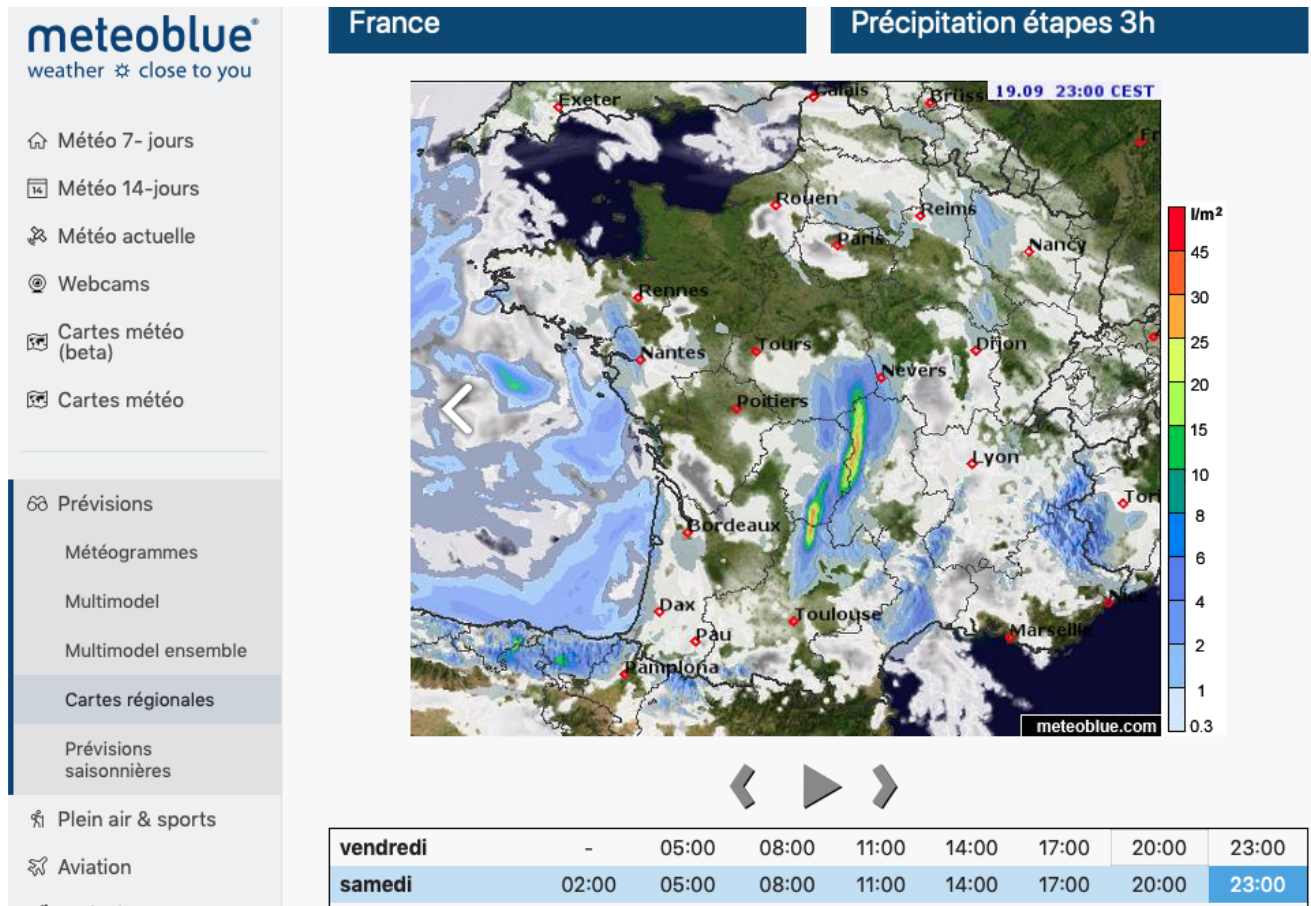 meteoblue®
weather ☼ close to you
Météo 7- jours
14
Météo 14-jours
Météo actuelle
Webcams
Cartes météo
(beta)
Cartes météo
Prévisions
Météogrammes
Multimodel
Multimodel ensemble
Cartes régionales
Prévisions
saisonnières
Plein air & sports
Aviation
France
Précipitation étapes 3h
19.09 23:00 CEST
Exeter
Calais
Rouen
Reims
Paris
Nancy
Rennes
Nantes
Tours
Dijon
Nevers
Poitiers
Lyon
Tori
Bordeaux
Dax
Toulouse
Pau
Marseille
Pamplona
meteoblue.com
l/m²
45
30
25
20
15
10
8
6
4
2
1
0.3
vendredi - 05:00 08:00 11:00 14:00 17:00 20:00 23:00
samedi 02:00 05:00 08:00 11:00 14:00 17:00 20:00 23:00